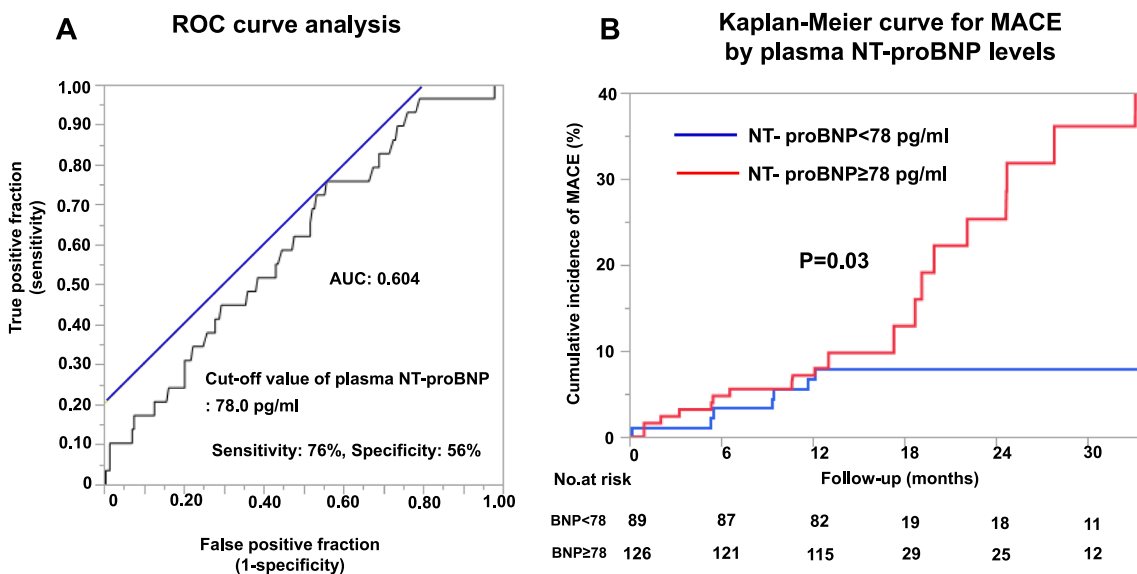 A
ROC curve analysis
True positive fraction
(sensitivity)
1.00
0.90
0.80
0.70
0.60
0.50
0.40
0.30
0.20
0.10
0
AUC: 0.604
Cut-off value of plasma NT-proBNP
: 78.0 pg/ml
Sensitivity: 76%, Specificity: 56%
0 0.20 0.40 0.60 0.80 1.00
False positive fraction
(1-specificity)
B
Kaplan-Meier curve for MACE
by plasma NT-proBNP levels
Cumulative incidence of MACE (%)
40
30
20
10
0
NT- proBNP<78 pg/ml
NT- proBNP≥78 pg/ml
P=0.03
0 6 12 18 24 30
No.at risk
Follow-up (months)
BNP<78 89 87 82 19 18 11
BNP≥78 126 121 115 29 25 12